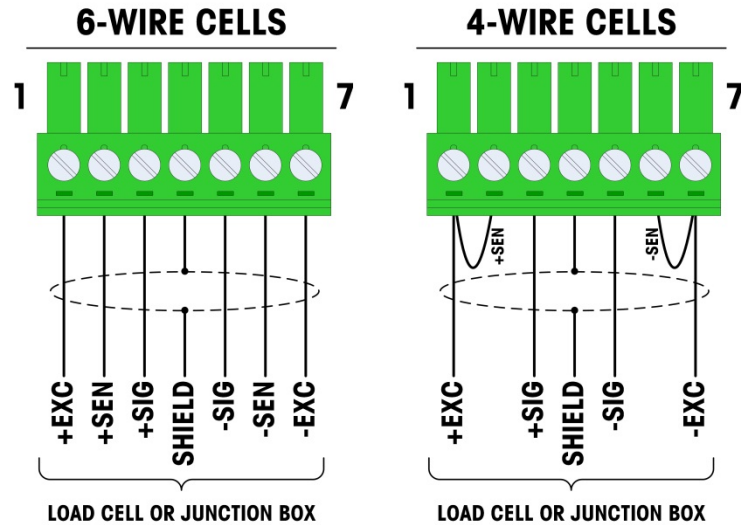 6-WIRE CELLS
1
7
+EXC
+SEN
+SIG
SHIELD
-SIG
-SEN
-EXC
LOAD CELL OR JUNCTION BOX
4-WIRE CELLS
1
7
+SEN
-SEN
+EXC
+SIG
SHIELD
-SIG
-EXC
LOAD CELL OR JUNCTION BOX